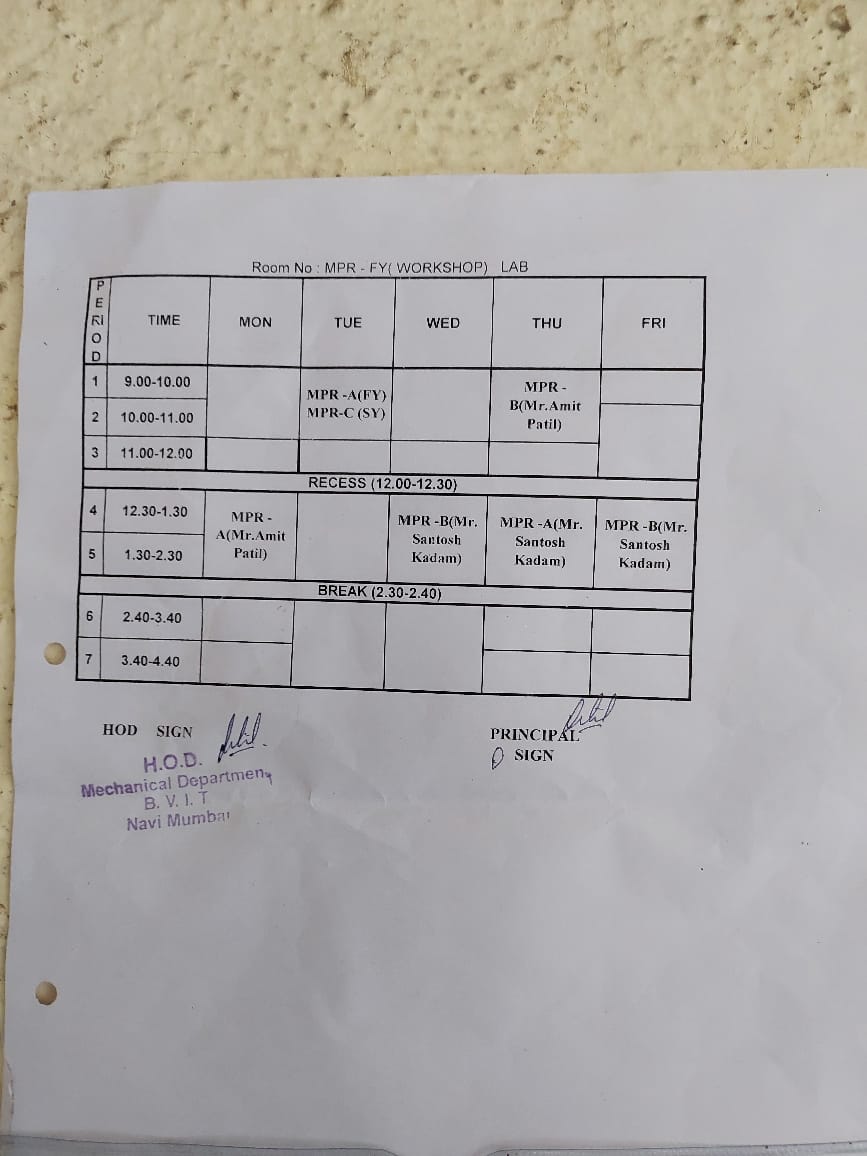 Room No : MPR - FY( WORKSHOP) LAB
PERIOD TIME MON TUE WED THU FRI
1 9.00-10.00
2 10.00-11.00
MPR -A(FY)
MPR-C (SY)
MPR -
B(Mr.Amit
Patil)
3 11.00-12.00
RECESS (12.00-12.30)
4 12.30-1.30
5 1.30-2.30
MPR -
A(Mr.Amit
Patil)
MPR -B(Mr.
Santosh
Kadam)
MPR -A(Mr.
Santosh
Kadam)
MPR -B(Mr.
Santosh
Kadam)
BREAK (2.30-2.40)
6 2.40-3.40
7 3.40-4.40
HOD SIGN
H.O.D.
Mechanical Department
B. V. I. T
Navi Mumbai
PRINCIPAL
SIGN